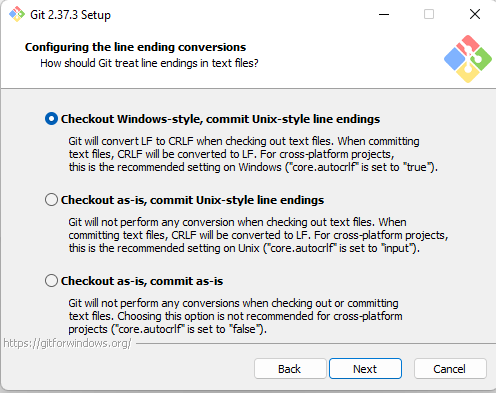 Git 2.37.3 Setup
Configuring the line ending conversions
How should Git treat line endings in text files?
Checkout Windows-style, commit Unix-style line endings
Git will convert LF to CRLF when checking out text files. When committing
text files, CRLF will be converted to LF. For cross-platform projects,
this is the recommended setting on Windows ("core.autocrlf" is set to "true").
Checkout as-is, commit Unix-style line endings
Git will not perform any conversion when checking out text files. When
committing text files, CRLF will be converted to LF. For cross-platform projects,
this is the recommended setting on Unix ("core.autocrlf" is set to "input").
Checkout as-is, commit as-is
Git will not perform any conversions when checking out or committing
text files. Choosing this option is not recommended for cross-platform
projects ("core.autocrlf" is set to "false").
https://gitforwindows.org/
Back Next Cancel